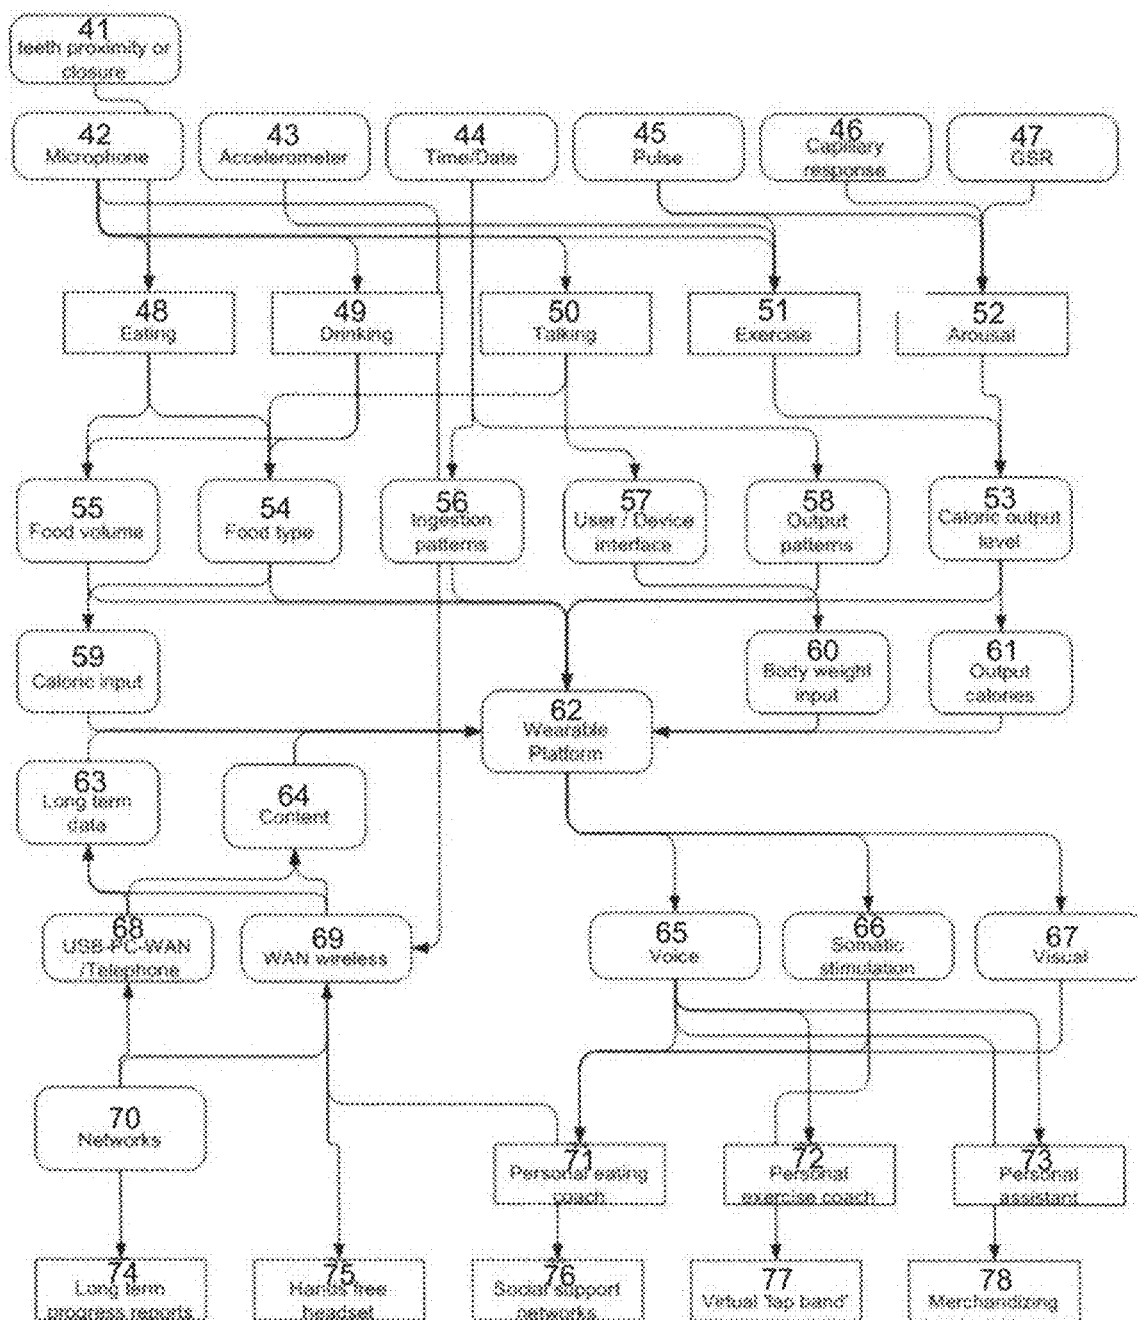 41
teeth proximity or
closure
42
Microphone
43
Accelerometer
44
Time/Date
45
Pulse
46
Capillary
response
47
GSR
48
Eating
49
Drinking
50
Talking
51
Exercise
52
Arousal
55
Food volume
54
Food type
56
Ingestion
patterns
57
User / Device
interface
58
Output
patterns
53
Caloric output
level
59
Caloric input
60
Body weight
input
61
Output
calories
62
Wearable
Platform
63
Long term
data
64
Content
68
USB-PC-WAN
/Telephone
69
WAN wireless
65
Voice
66
Somatic
stimulation
67
Visual
70
Networks
71
Personal eating
coach
72
Personal
exercise coach
73
Personal
assistant
74
Long term
progress reports
75
Hands free
headset
76
Social support
networks
77
Virtual 'lap band'
78
Merchandizing